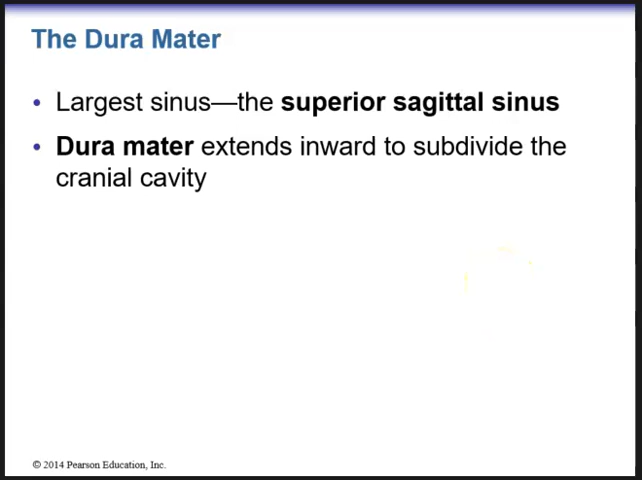 The Dura Mater
• Largest sinus—the superior sagittal sinus
• Dura mater extends inward to subdivide the
cranial cavity
© 2014 Pearson Education, Inc.